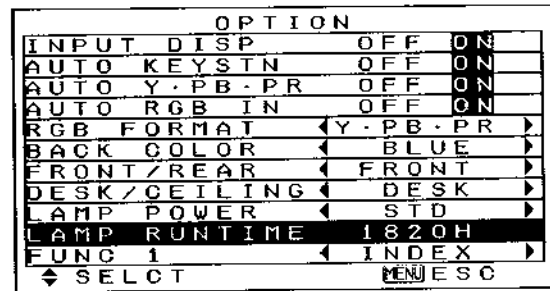 OPTION
INPUT DISP OFF ON
AUTO KEYSTN OFF ON
AUTO Y·PB·PR OFF ON
AUTO RGB IN OFF ON
RGB FORMAT ◀ Y·PB·PR ▶
BACK COLOR ◀ BLUE ▶
FRONT/REAR ◀ FRONT ▶
DESK/CEILING ◀ DESK ▶
LAMP POWER ◀ STD ▶
LAMP RUNTIME 1820H
FUNC 1 ◀ INDEX ▶
SELCT MENU ESC